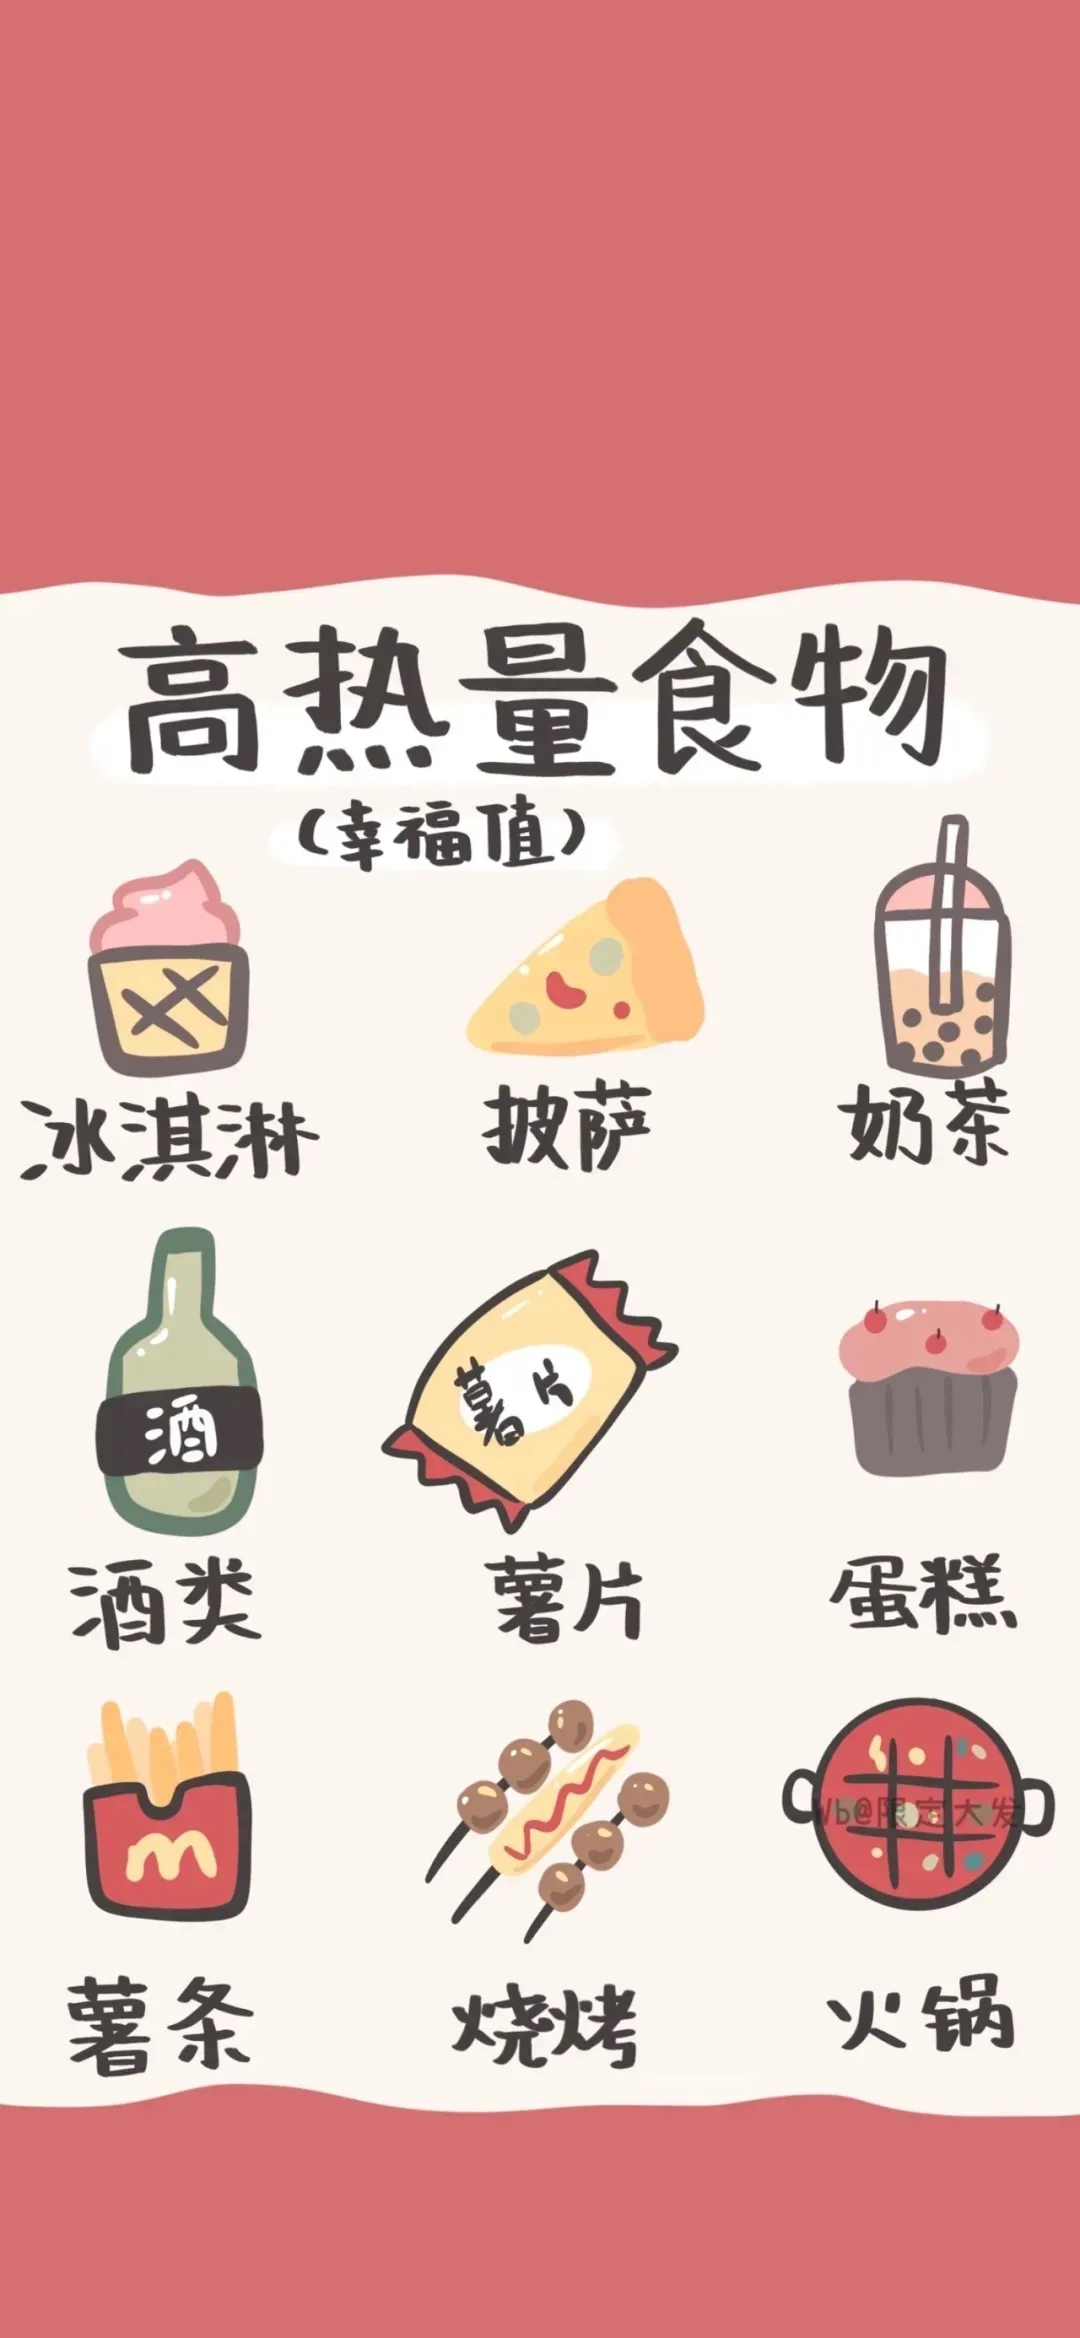 高热量食物
(幸福值)
冰淇淋 披萨 奶茶
酒
薯片
酒类 薯片 蛋糕
m
Wb@限定大发
薯条 烧烤 火锅